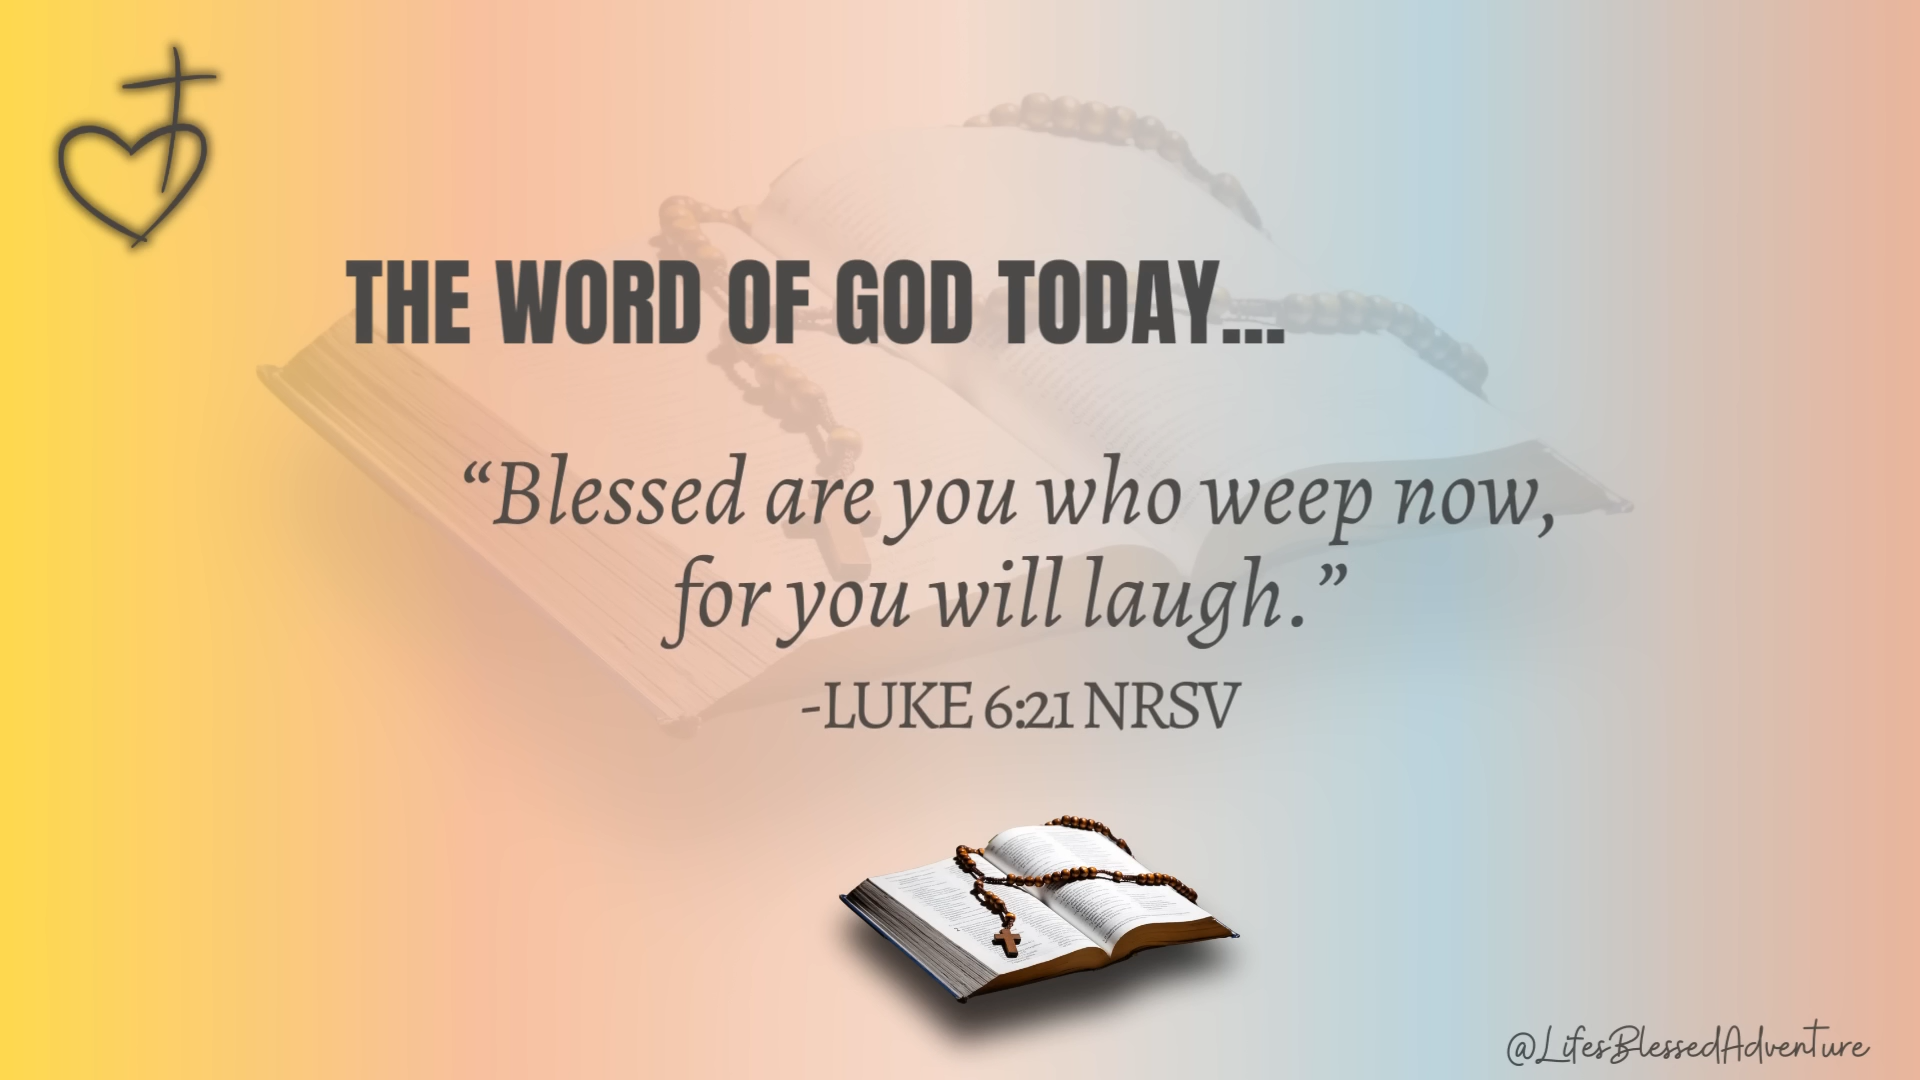 THE WORD OF GOD TODAY...
“Blessed are you who weep now,
for you will laugh.”
-LUKE 6:21 NRSV
@LifesBlessedAdventure